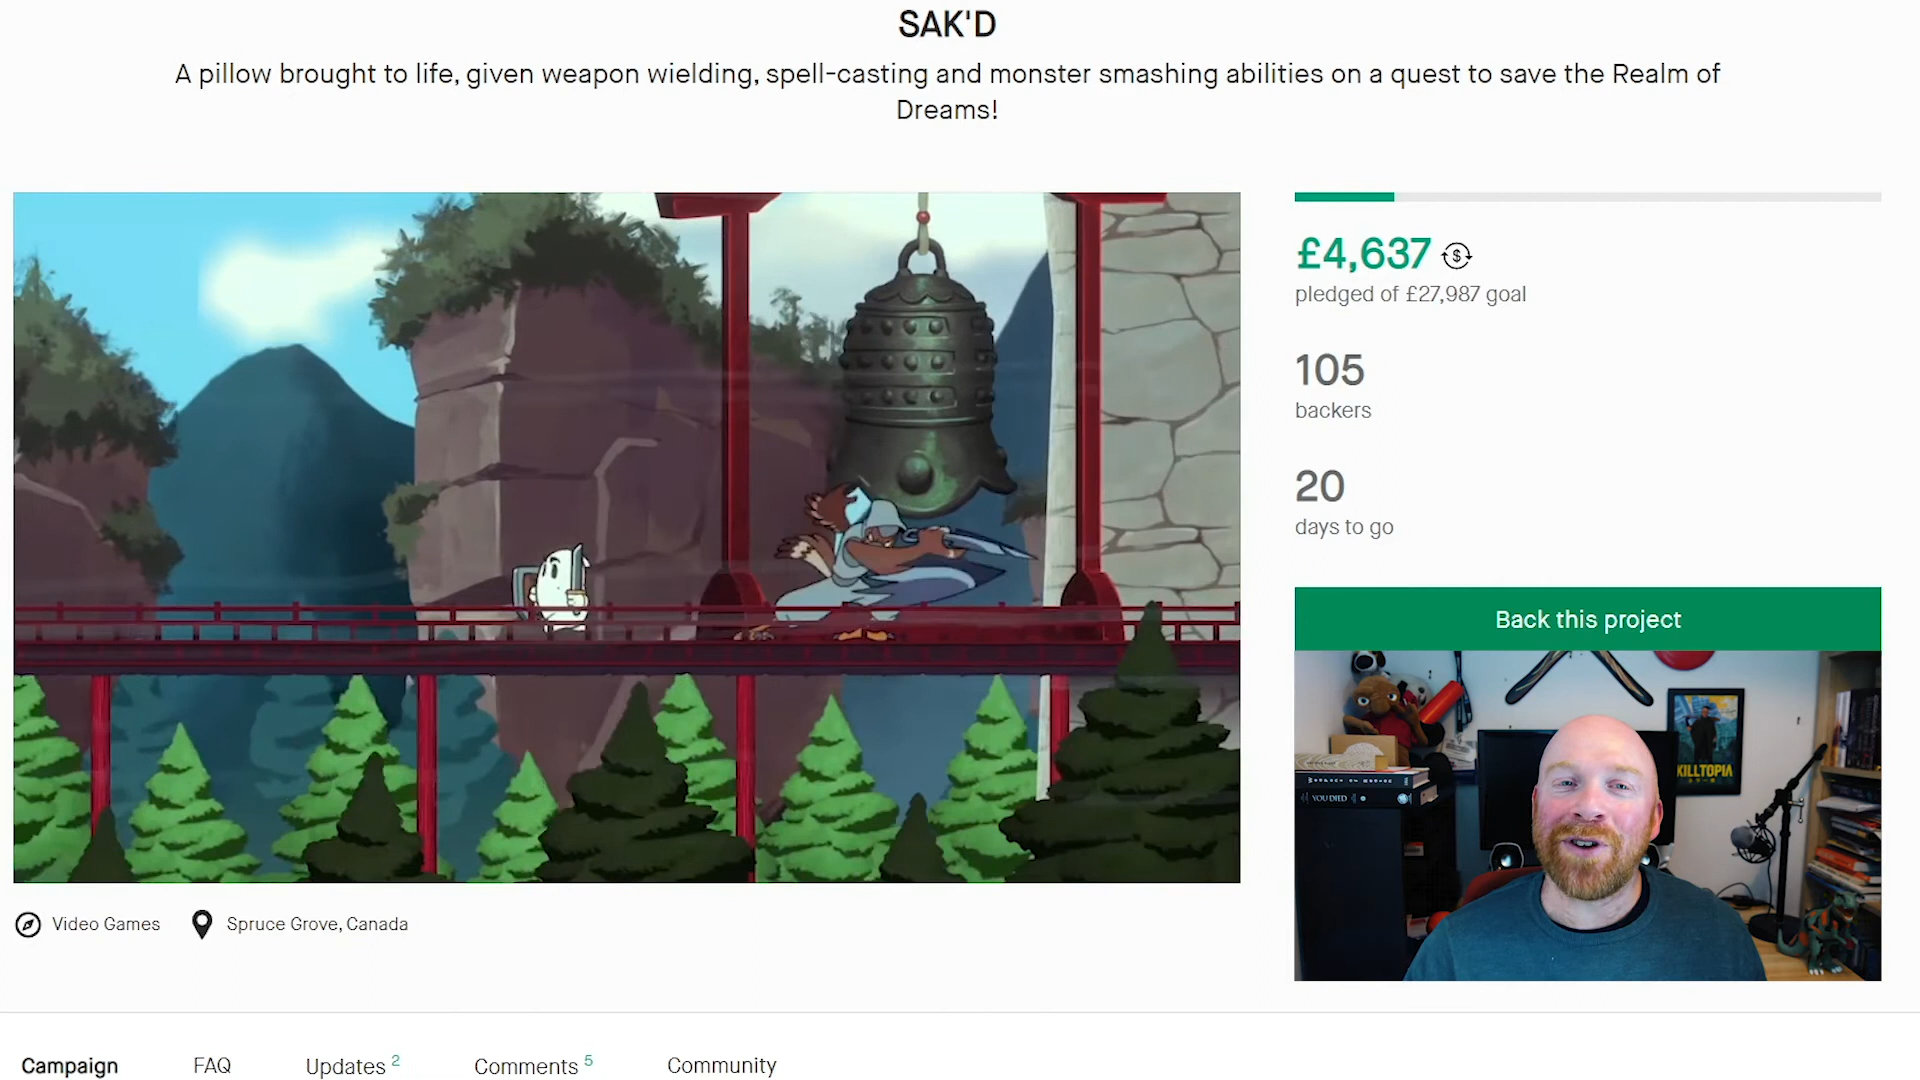 SAK'D
A pillow brought to life, given weapon wielding, spell-casting and monster smashing abilities on a quest to save the Realm of
Dreams!
£4,637
pledged of £27,987 goal
105
backers
20
days to go
Back this project
KILLTOPIA
YOU DIED
Video Games
Spruce Grove, Canada
Campaign
FAQ
Updates 2
Comments 5
Community